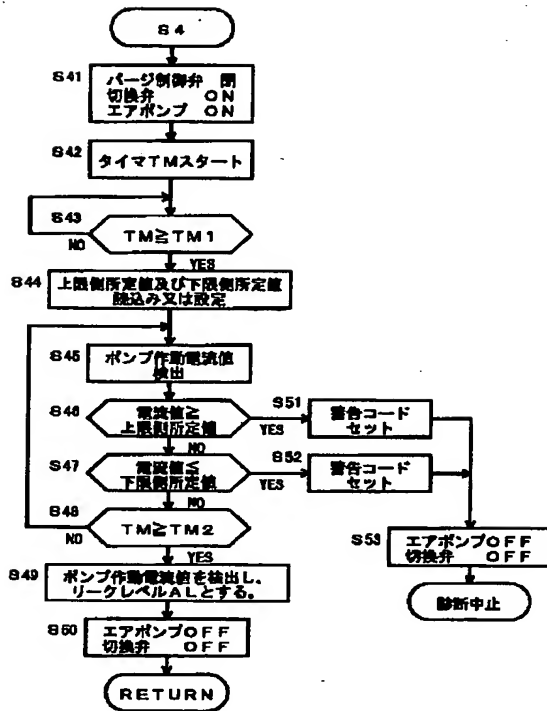 S4
S41
パージ制御弁 閉
切換弁 ON
エアポンプ ON
S42
タイマTMスタート
S43
TM≧TM1
NO
YES
S44
上限側所定値及び下限側所定値
読込み又は設定
S45
ポンプ作動電流値
検出
S46
電流値≧
上限側所定値
YES
NO
S51
警告コード
セット
S47
電流値≦
下限側所定値
YES
NO
S52
警告コード
セット
S48
TM≧TM2
NO
YES
S53
エアポンプOFF
切換弁 OFF
診断中止
S49
ポンプ作動電流値を検出し、
リークレベルALとする。
S50
エアポンプOFF
切換弁 OFF
RETURN